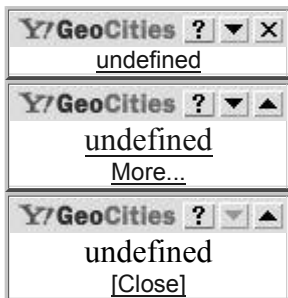 Y! GeoCities ?
undefined
Y! GeoCities ?
undefined
More...
Y! GeoCities ?
undefined
[Close]